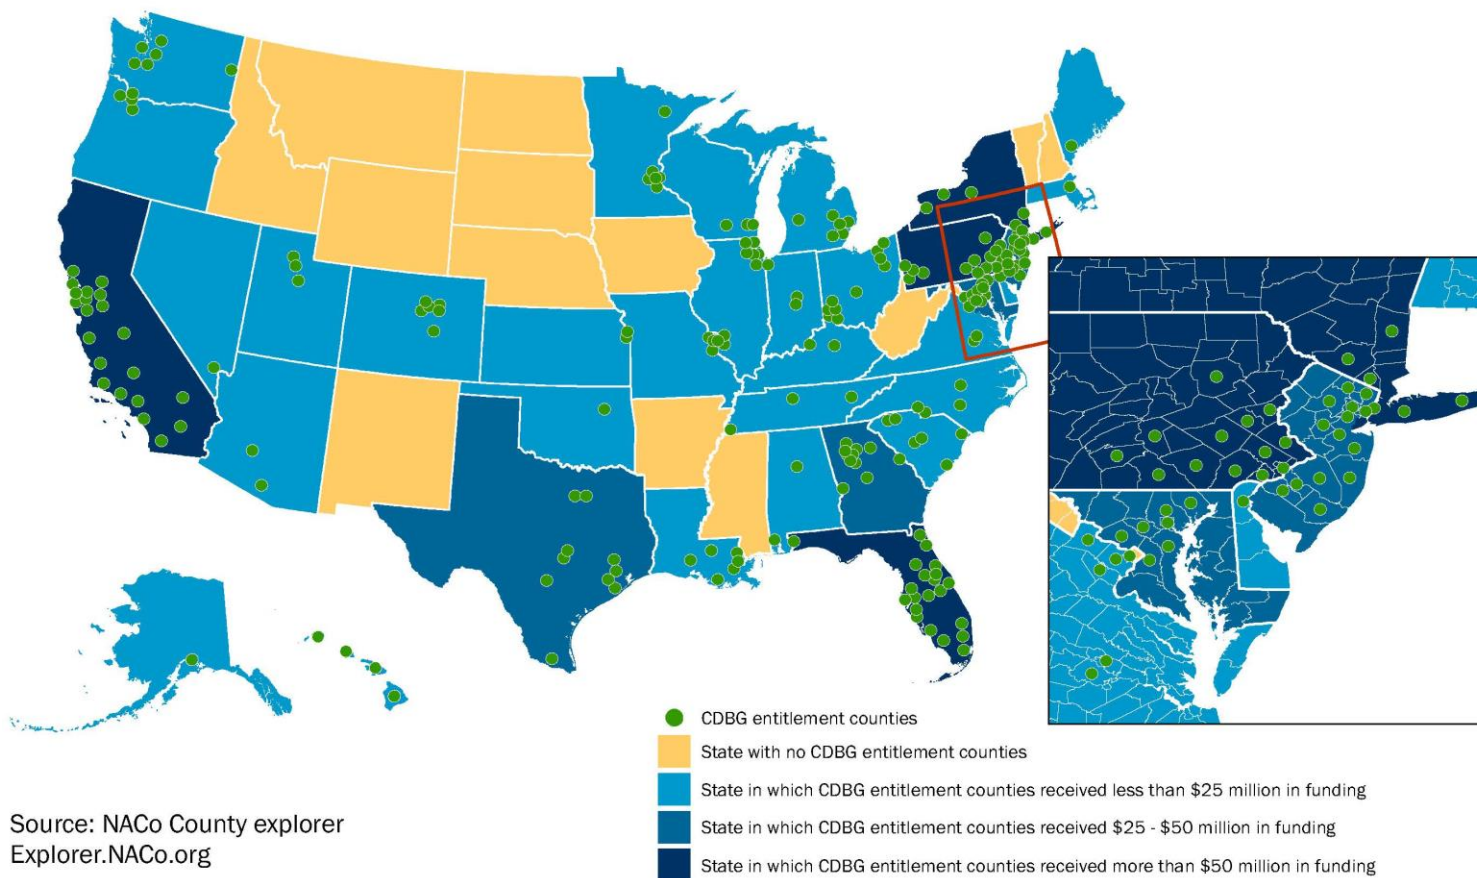 CDBG entitlement counties
State with no CDBG entitlement counties
State in which CDBG entitlement counties received less than $25 million in funding
State in which CDBG entitlement counties received $25 - $50 million in funding
State in which CDBG entitlement counties received more than $50 million in funding
Source: NACo County explorer
Explorer.NACo.org